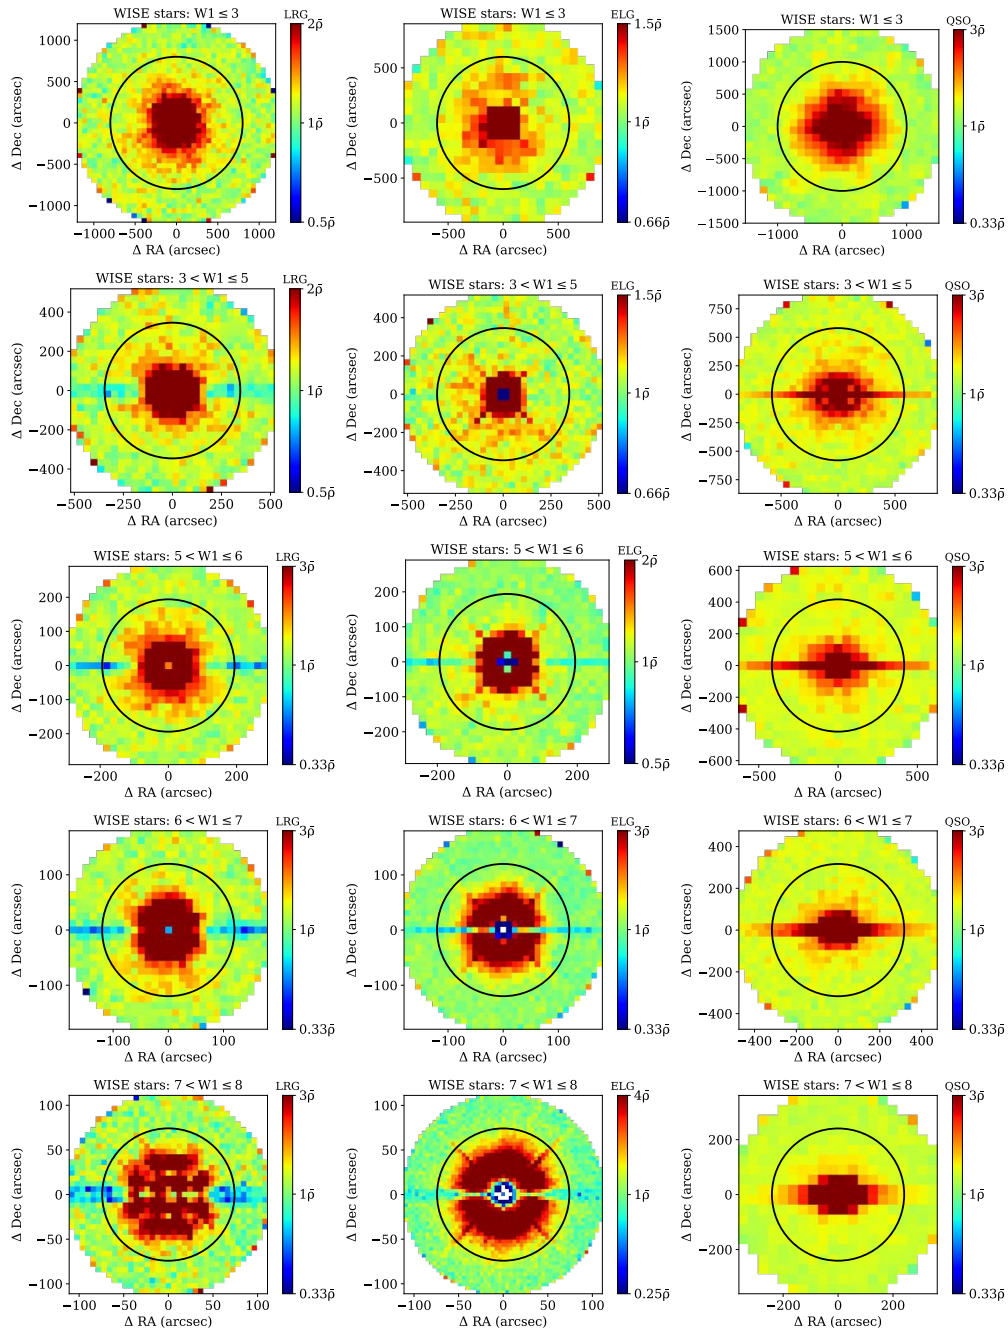 WISE stars: W1 ≤ 3
LRG
2ρ̄
1ρ̄
0.5ρ̄
1000
500
0
−500
−1000
Δ Dec (arcsec)
−1000 −500 0 500 1000
Δ RA (arcsec)
WISE stars: W1 ≤ 3
ELG
1.5ρ̄
1ρ̄
0.66ρ̄
500
0
−500
Δ Dec (arcsec)
−500 0 500
Δ RA (arcsec)
WISE stars: W1 ≤ 3
QSO
3ρ̄
1ρ̄
0.33ρ̄
1500
1000
500
0
−500
−1000
−1500
Δ Dec (arcsec)
−1000 0 1000
Δ RA (arcsec)
WISE stars: 3 < W1 ≤ 5
LRG
2ρ̄
1ρ̄
0.5ρ̄
400
200
0
−200
−400
Δ Dec (arcsec)
−500 −250 0 250 500
Δ RA (arcsec)
WISE stars: 3 < W1 ≤ 5
ELG
1.5ρ̄
1ρ̄
0.66ρ̄
400
200
0
−200
−400
Δ Dec (arcsec)
−500 −250 0 250 500
Δ RA (arcsec)
WISE stars: 3 < W1 ≤ 5
QSO
3ρ̄
1ρ̄
0.33ρ̄
750
500
250
0
−250
−500
−750
Δ Dec (arcsec)
−500 0 500
Δ RA (arcsec)
WISE stars: 5 < W1 ≤ 6
LRG
3ρ̄
1ρ̄
0.33ρ̄
200
100
0
−100
−200
Δ Dec (arcsec)
−200 0 200
Δ RA (arcsec)
WISE stars: 5 < W1 ≤ 6
ELG
2ρ̄
1ρ̄
0.5ρ̄
200
100
0
−100
−200
Δ Dec (arcsec)
−200 0 200
Δ RA (arcsec)
WISE stars: 5 < W1 ≤ 6
QSO
3ρ̄
1ρ̄
0.33ρ̄
600
400
200
0
−200
−400
−600
Δ Dec (arcsec)
−500 0 500
Δ RA (arcsec)
WISE stars: 6 < W1 ≤ 7
LRG
3ρ̄
1ρ̄
0.33ρ̄
100
0
−100
Δ Dec (arcsec)
−100 0 100
Δ RA (arcsec)
WISE stars: 6 < W1 ≤ 7
ELG
3ρ̄
1ρ̄
0.33ρ̄
100
0
−100
Δ Dec (arcsec)
−100 0 100
Δ RA (arcsec)
WISE stars: 6 < W1 ≤ 7
QSO
3ρ̄
1ρ̄
0.33ρ̄
400
200
0
−200
−400
Δ Dec (arcsec)
−400 −200 0 200 400
Δ RA (arcsec)
WISE stars: 7 < W1 ≤ 8
LRG
3ρ̄
1ρ̄
0.33ρ̄
100
50
0
−50
−100
Δ Dec (arcsec)
−100 −50 0 50 100
Δ RA (arcsec)
WISE stars: 7 < W1 ≤ 8
ELG
4ρ̄
1ρ̄
0.25ρ̄
100
50
0
−50
−100
Δ Dec (arcsec)
−100 −50 0 50 100
Δ RA (arcsec)
WISE stars: 7 < W1 ≤ 8
QSO
3ρ̄
1ρ̄
0.33ρ̄
200
0
−200
Δ Dec (arcsec)
−200 0 200
Δ RA (arcsec)